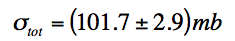 σtot = (101.7 ± 2.9)mb